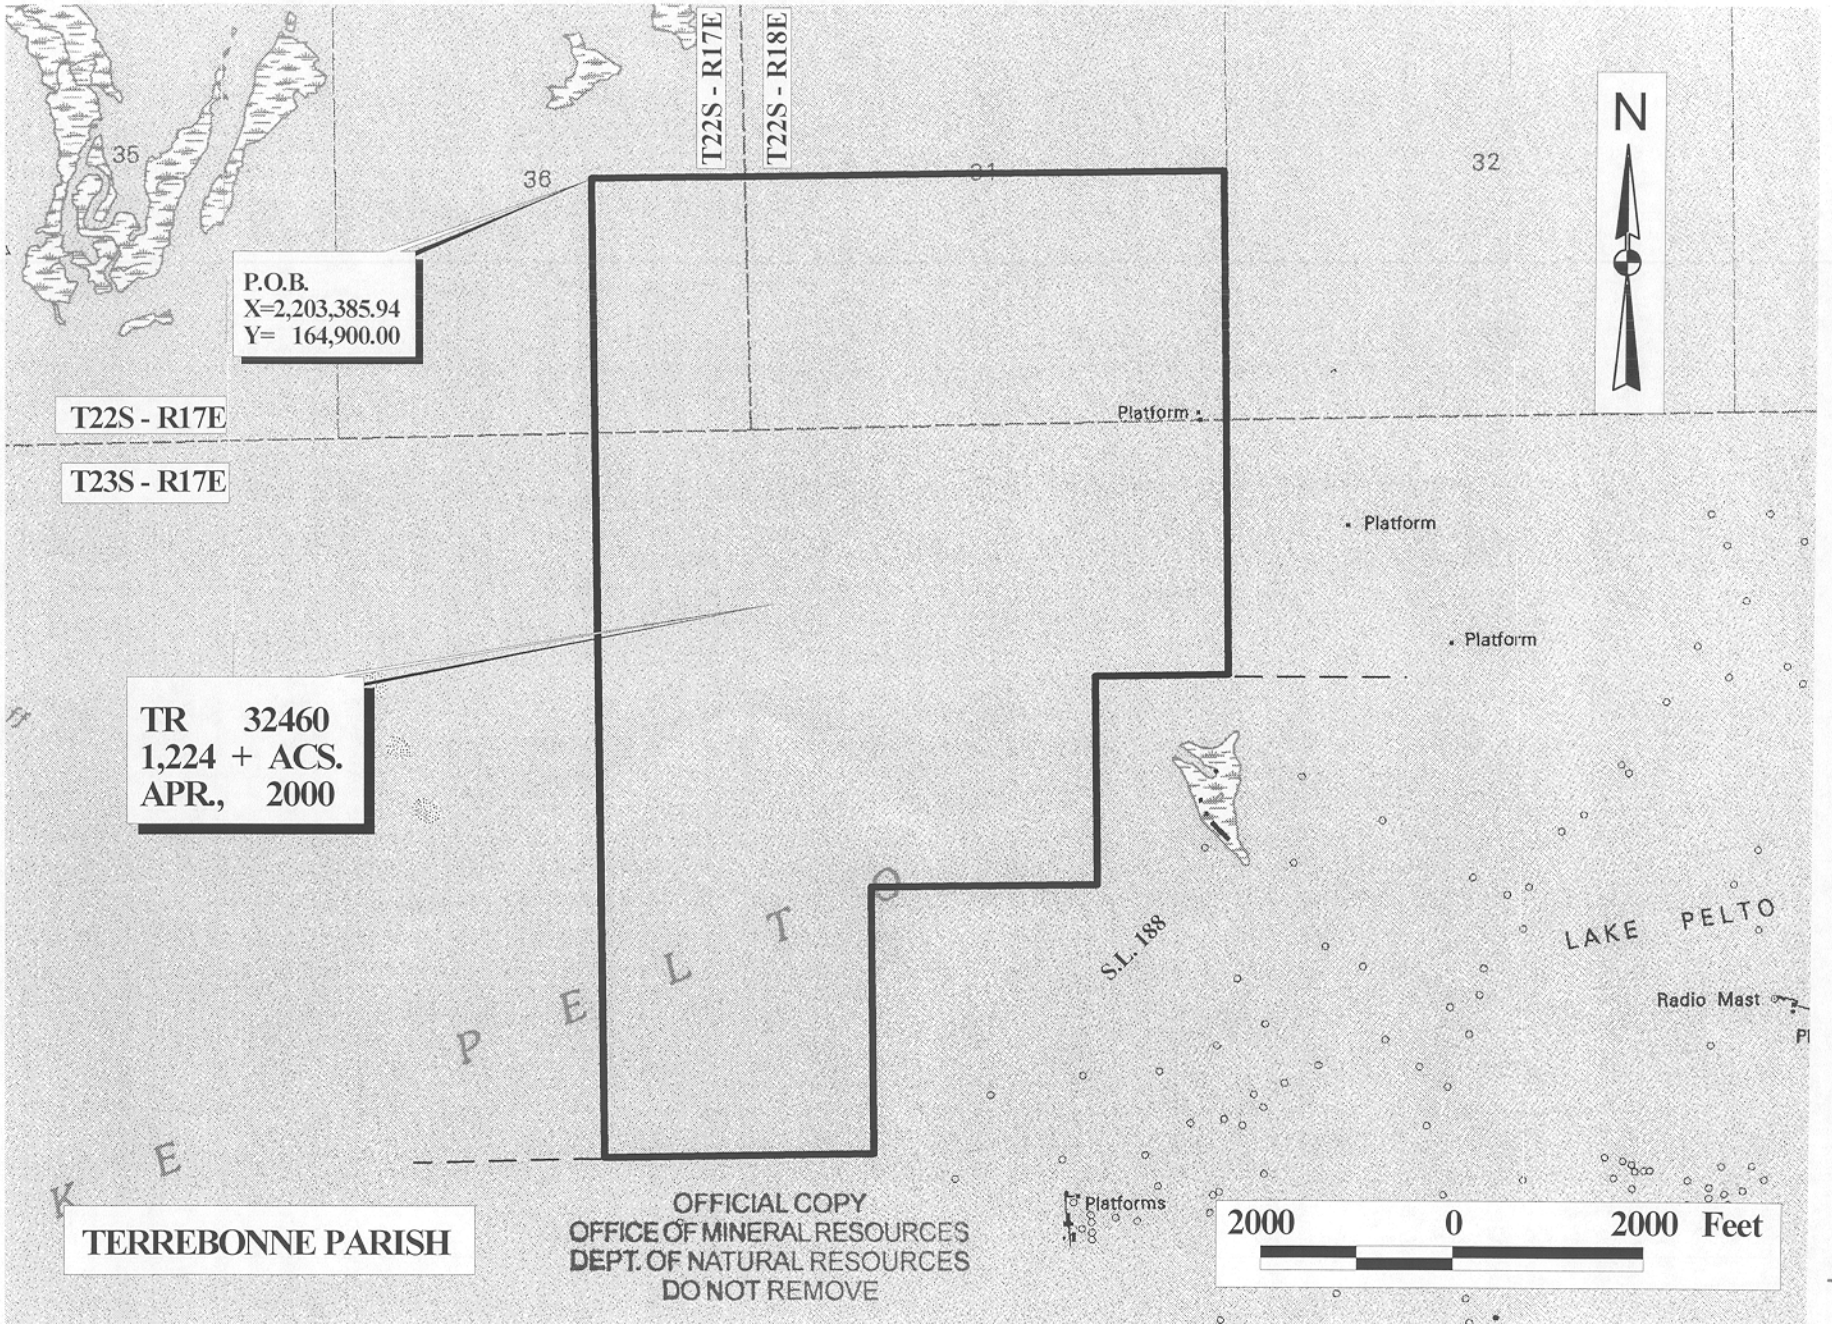 T22S - R17E
T22S - R18E
N
35
36
31
32
P.O.B.
X=2,203,385.94
Y= 164,900.00
T22S - R17E
Platform
T23S - R17E
Platform
Platform
ff
TR 32460
1,224 + ACS.
APR., 2000
K E P E L T O
S.L. 188
LAKE PELTO
Radio Mast
Pl
Platforms
TERREBONNE PARISH
OFFICIAL COPY
OFFICE OF MINERAL RESOURCES
DEPT. OF NATURAL RESOURCES
DO NOT REMOVE
2000 0 2000 Feet